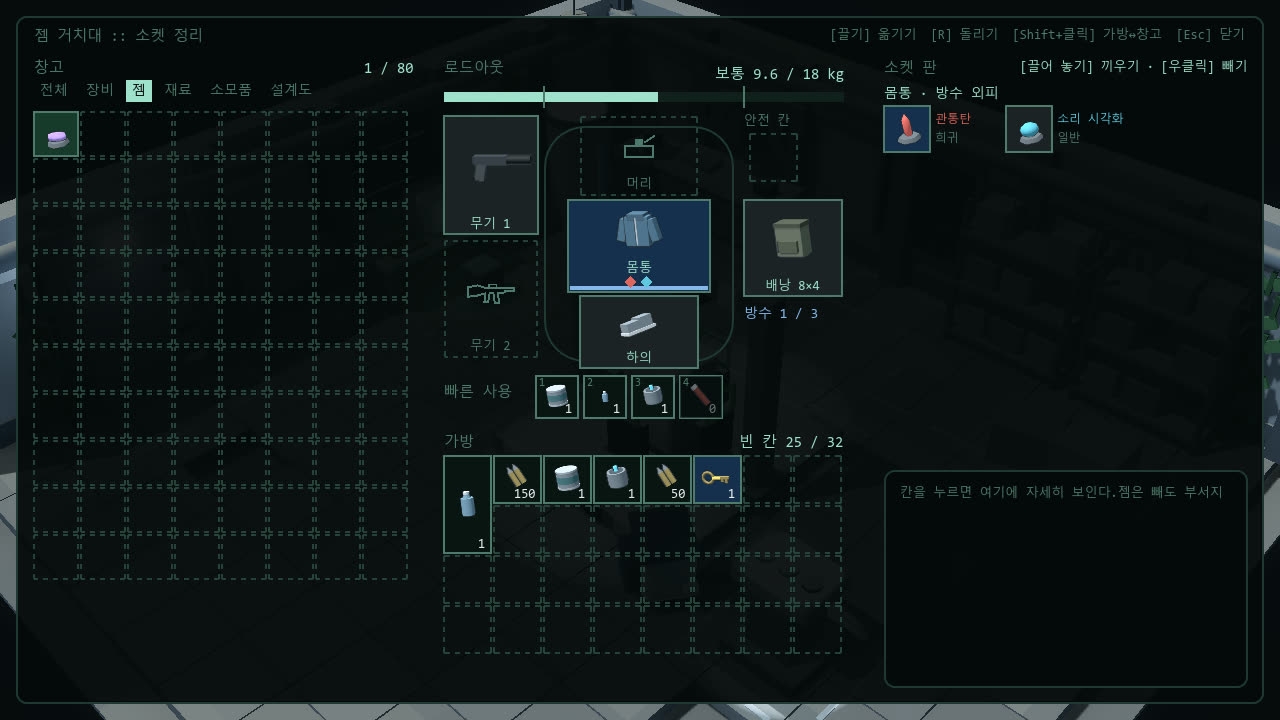 젬 거치대 :: 소켓 정리
[끌기] 옮기기 [R] 돌리기 [Shift+클릭] 가방↔창고 [Esc] 닫기
창고
1 / 80
전체 장비 젬 재료 소모품 설계도
로드아웃
보통 9.6 / 18 kg
무기 1
머리
안전 칸
몸통
배낭 8×4
방수 1 / 3
무기 2
하의
빠른 사용
1 1
2 1
3 1
4 0
가방
빈 칸 25 / 32
1
150
1
1
50
1
소켓 판
[끌어 놓기] 끼우기 · [우클릭] 빼기
몸통 · 방수 외피
관통탄
희귀
소리 시각화
일반
칸을 누르면 여기에 자세히 보인다.젬은 빼도 부서지